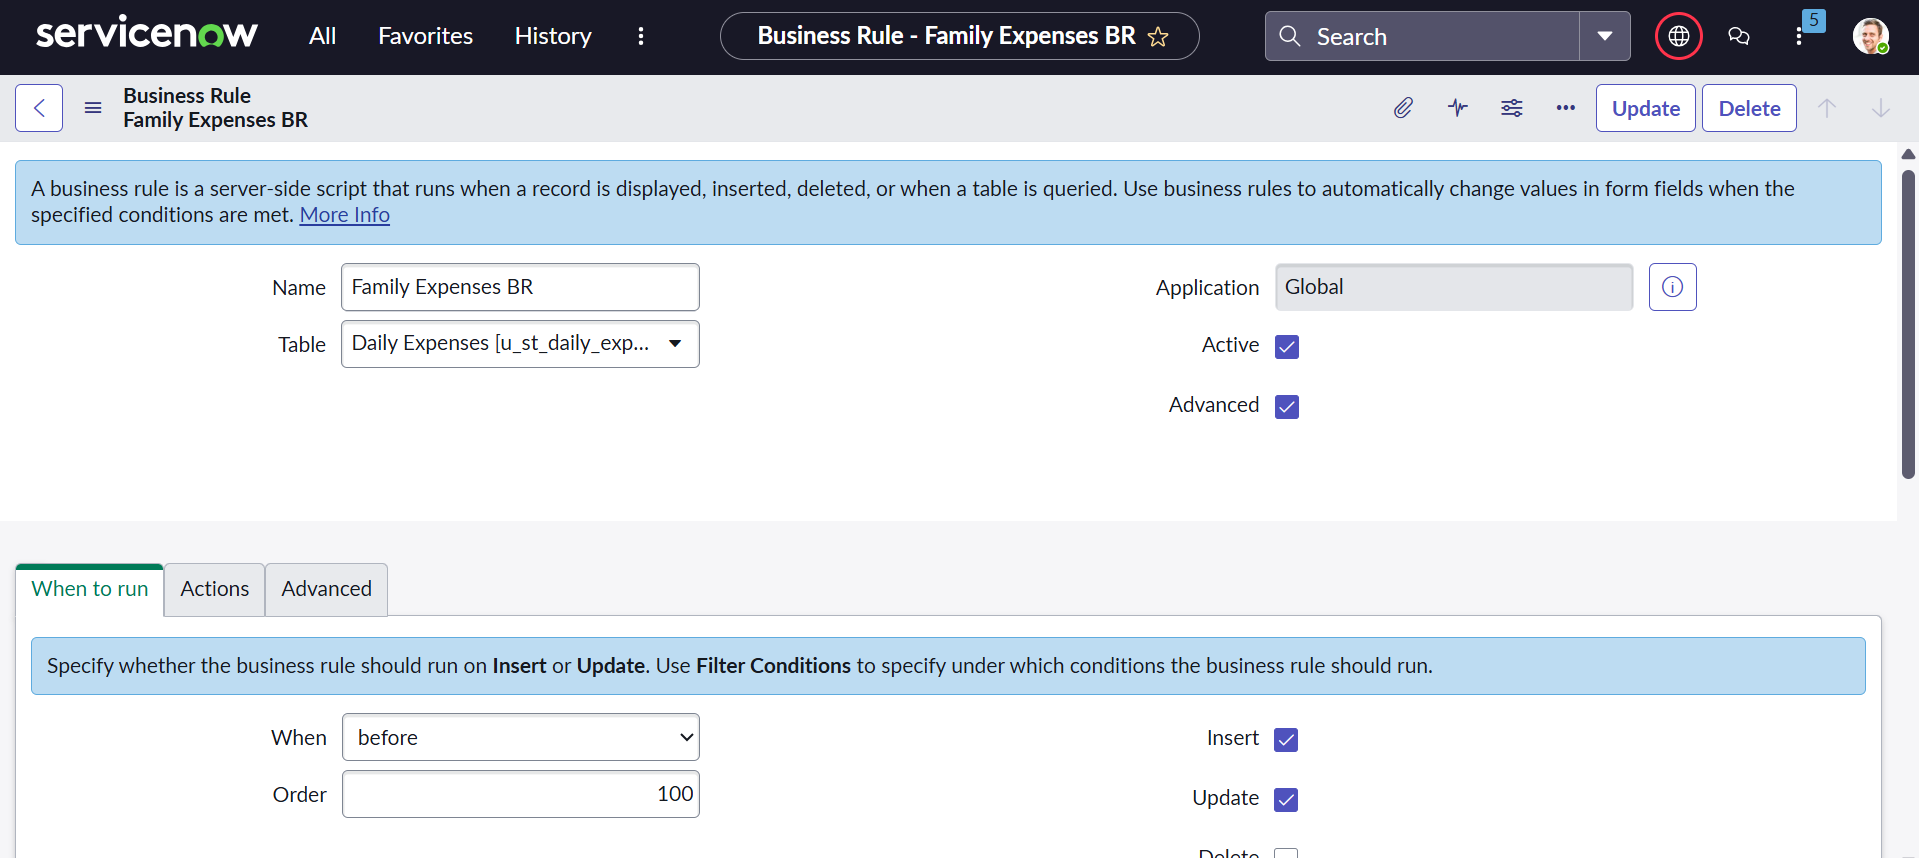 servicenow
All
Favorites
History
Business Rule - Family Expenses BR
Search
5
Business Rule
Family Expenses BR
Update
Delete
A business rule is a server-side script that runs when a record is displayed, inserted, deleted, or when a table is queried. Use business rules to automatically change values in form fields when the
specified conditions are met. More Info
Name
Family Expenses BR
Application
Global
Table
Daily Expenses [u_st_daily_exp...
Active
Advanced
When to run
Actions
Advanced
Specify whether the business rule should run on Insert or Update. Use Filter Conditions to specify under which conditions the business rule should run.
When
before
Insert
Order
100
Update
Delete